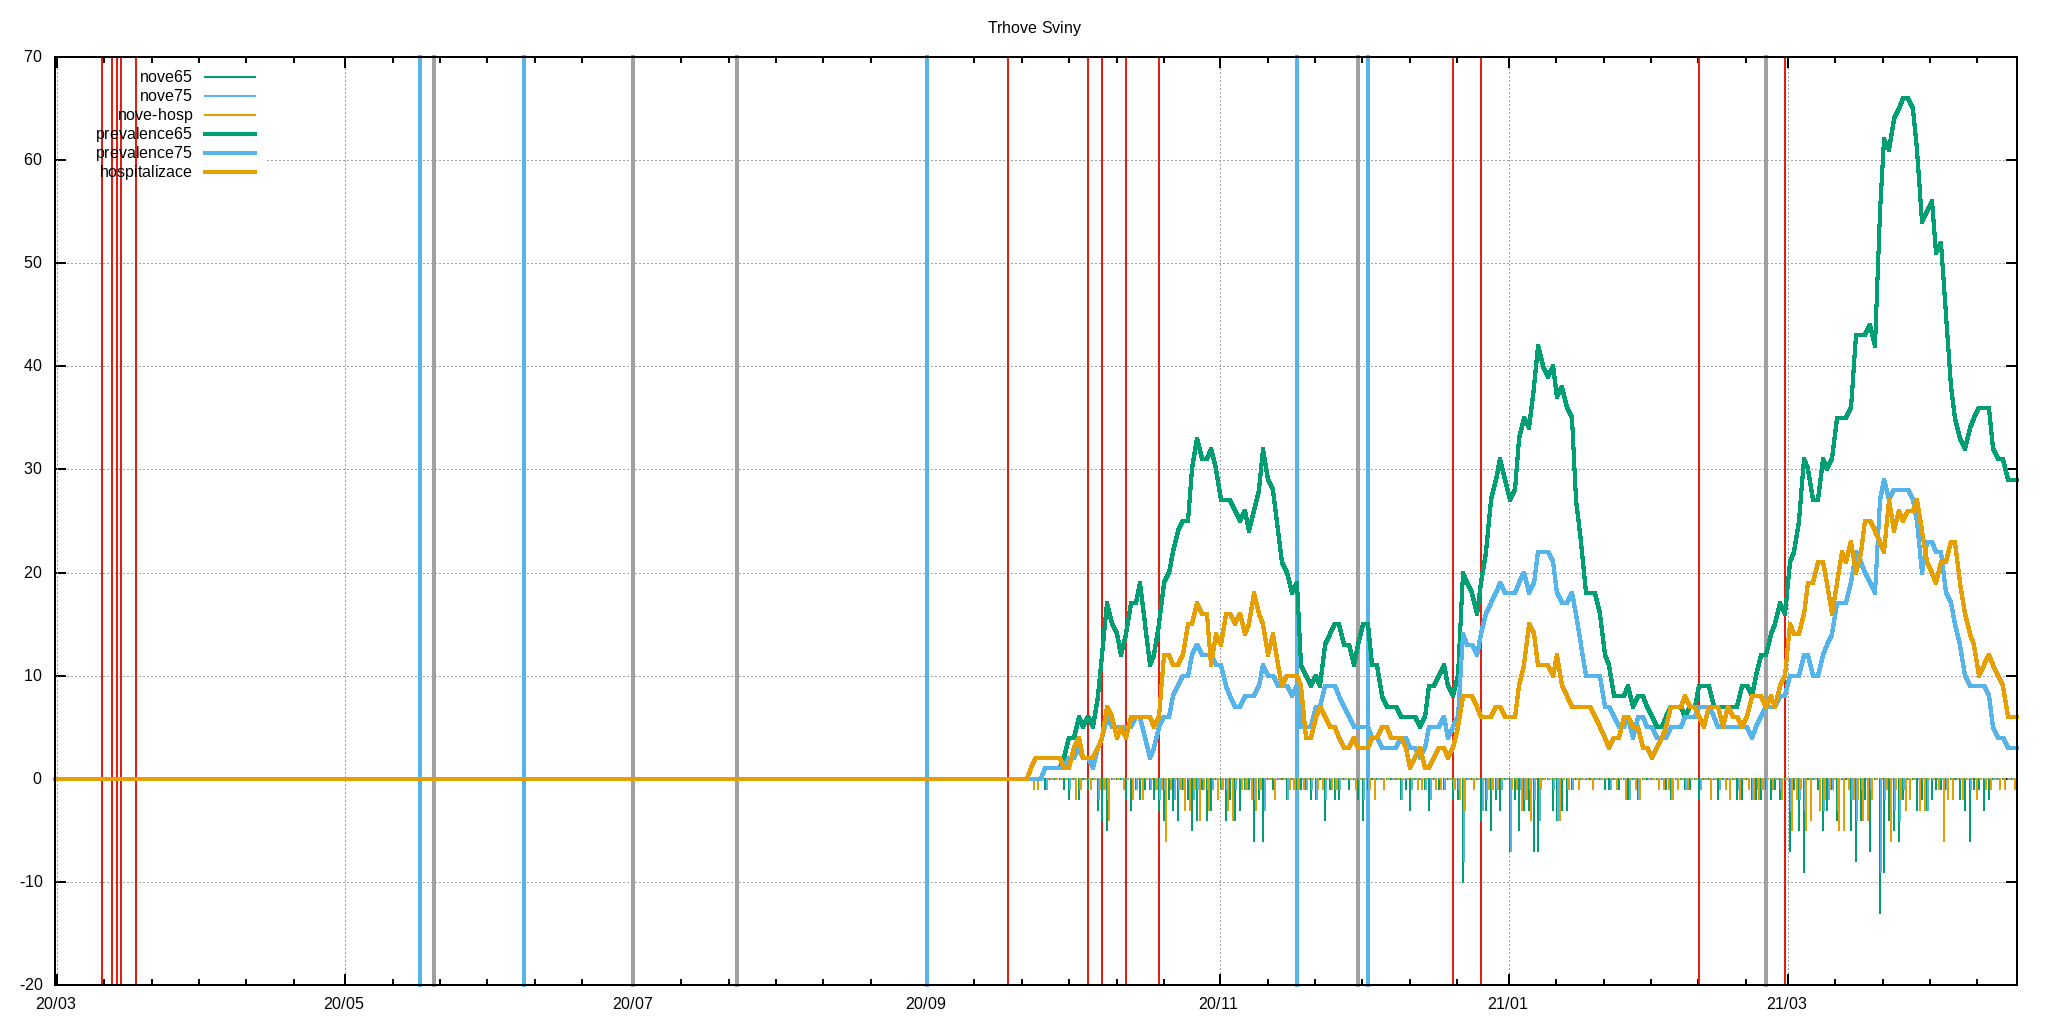 Trhove Sviny
70
60
50
40
30
20
10
0
-10
-20
nove65
nove75
nove-hosp
prevalence65
prevalence75
hospitalizace
20/03 20/05 20/07 20/09 20/11 21/01 21/03